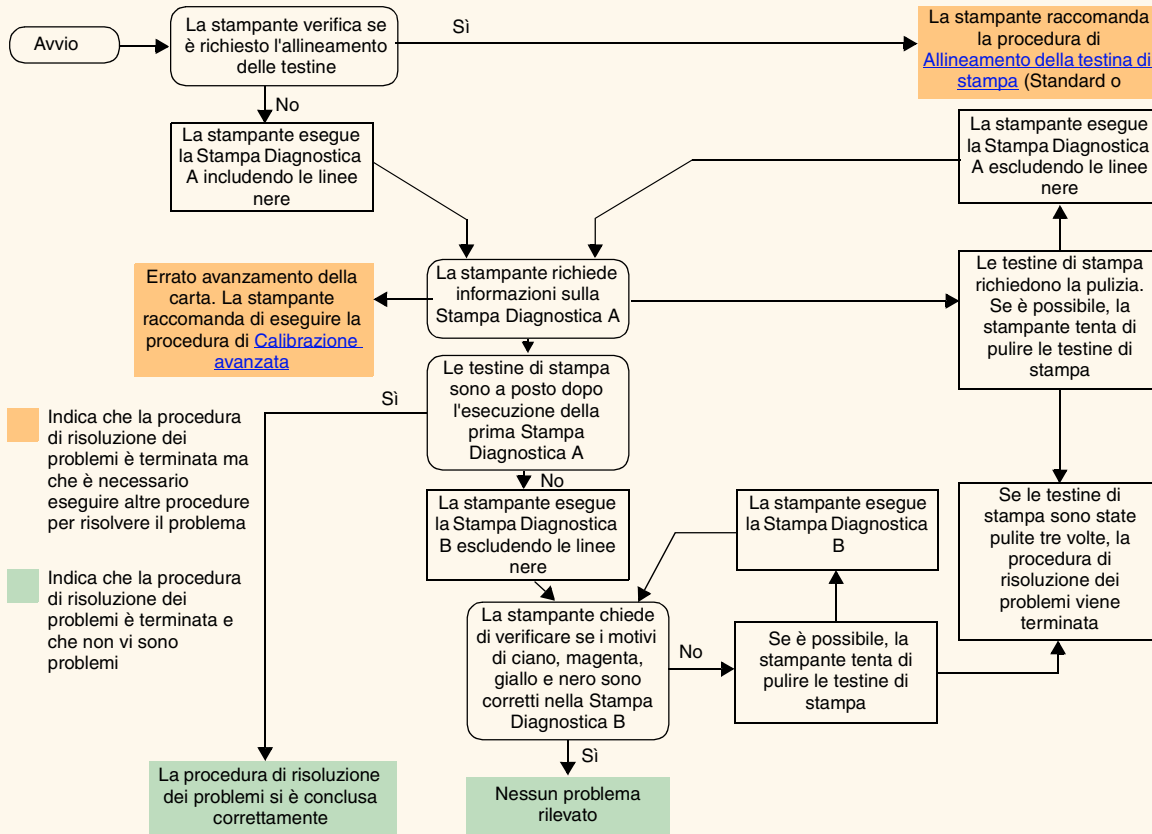 Avvio
La stampante verifica se
è richiesto l'allineamento
delle testine
Sì
La stampante raccomanda
la procedura di
Allineamento della testina di
stampa (Standard o
No
La stampante esegue
la Stampa Diagnostica
A includendo le linee
nere
La stampante esegue
la Stampa Diagnostica
A escludendo le linee
nere
Errato avanzamento della
carta. La stampante
raccomanda di eseguire la
procedura di Calibrazione
avanzata
La stampante richiede
informazioni sulla
Stampa Diagnostica A
Le testine di stampa
richiedono la pulizia.
Se è possibile, la
stampante tenta di
pulire le testine di
stampa
Le testine di stampa
sono a posto dopo
l'esecuzione della
prima Stampa
Diagnostica A
Sì
No
Indica che la procedura
di risoluzione dei
problemi è terminata ma
che è necessario
eseguire altre procedure
per risolvere il problema
La stampante esegue
la Stampa Diagnostica
B escludendo le linee
nere
La stampante esegue
la Stampa Diagnostica
B
Se le testine di
stampa sono state
pulite tre volte, la
procedura di
risoluzione dei
problemi viene
terminata
Indica che la procedura
di risoluzione dei
problemi è terminata e
che non vi sono
problemi
La stampante chiede
di verificare se i motivi
di ciano, magenta,
giallo e nero sono
corretti nella Stampa
Diagnostica B
No
Se è possibile, la
stampante tenta di
pulire le testine di
stampa
Sì
La procedura di risoluzione
dei problemi si è conclusa
correttamente
Nessun problema
rilevato